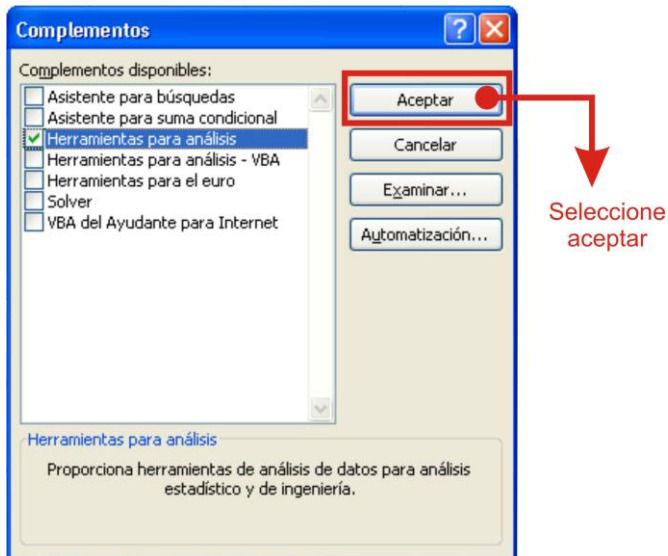 Complementos
Complementos disponibles:
Asistente para búsquedas
Asistente para suma condicional
Herramientas para análisis
Herramientas para análisis - VBA
Herramientas para el euro
Solver
VBA del Ayudante para Internet
Aceptar
Cancelar
Examinar...
Automatización...
Seleccione
aceptar
Herramientas para análisis
Proporciona herramientas de análisis de datos para análisis
estadístico y de ingeniería.